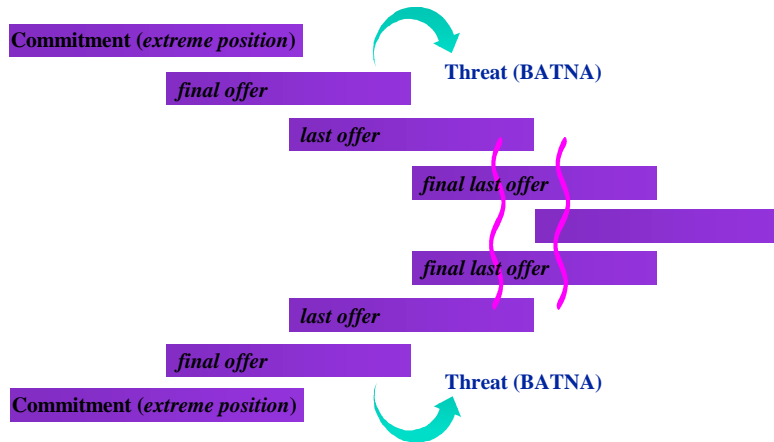 Commitment (extreme position)
Threat (BATNA)
final offer
last offer
final last offer
final last offer
last offer
final offer
Threat (BATNA)
Commitment (extreme position)